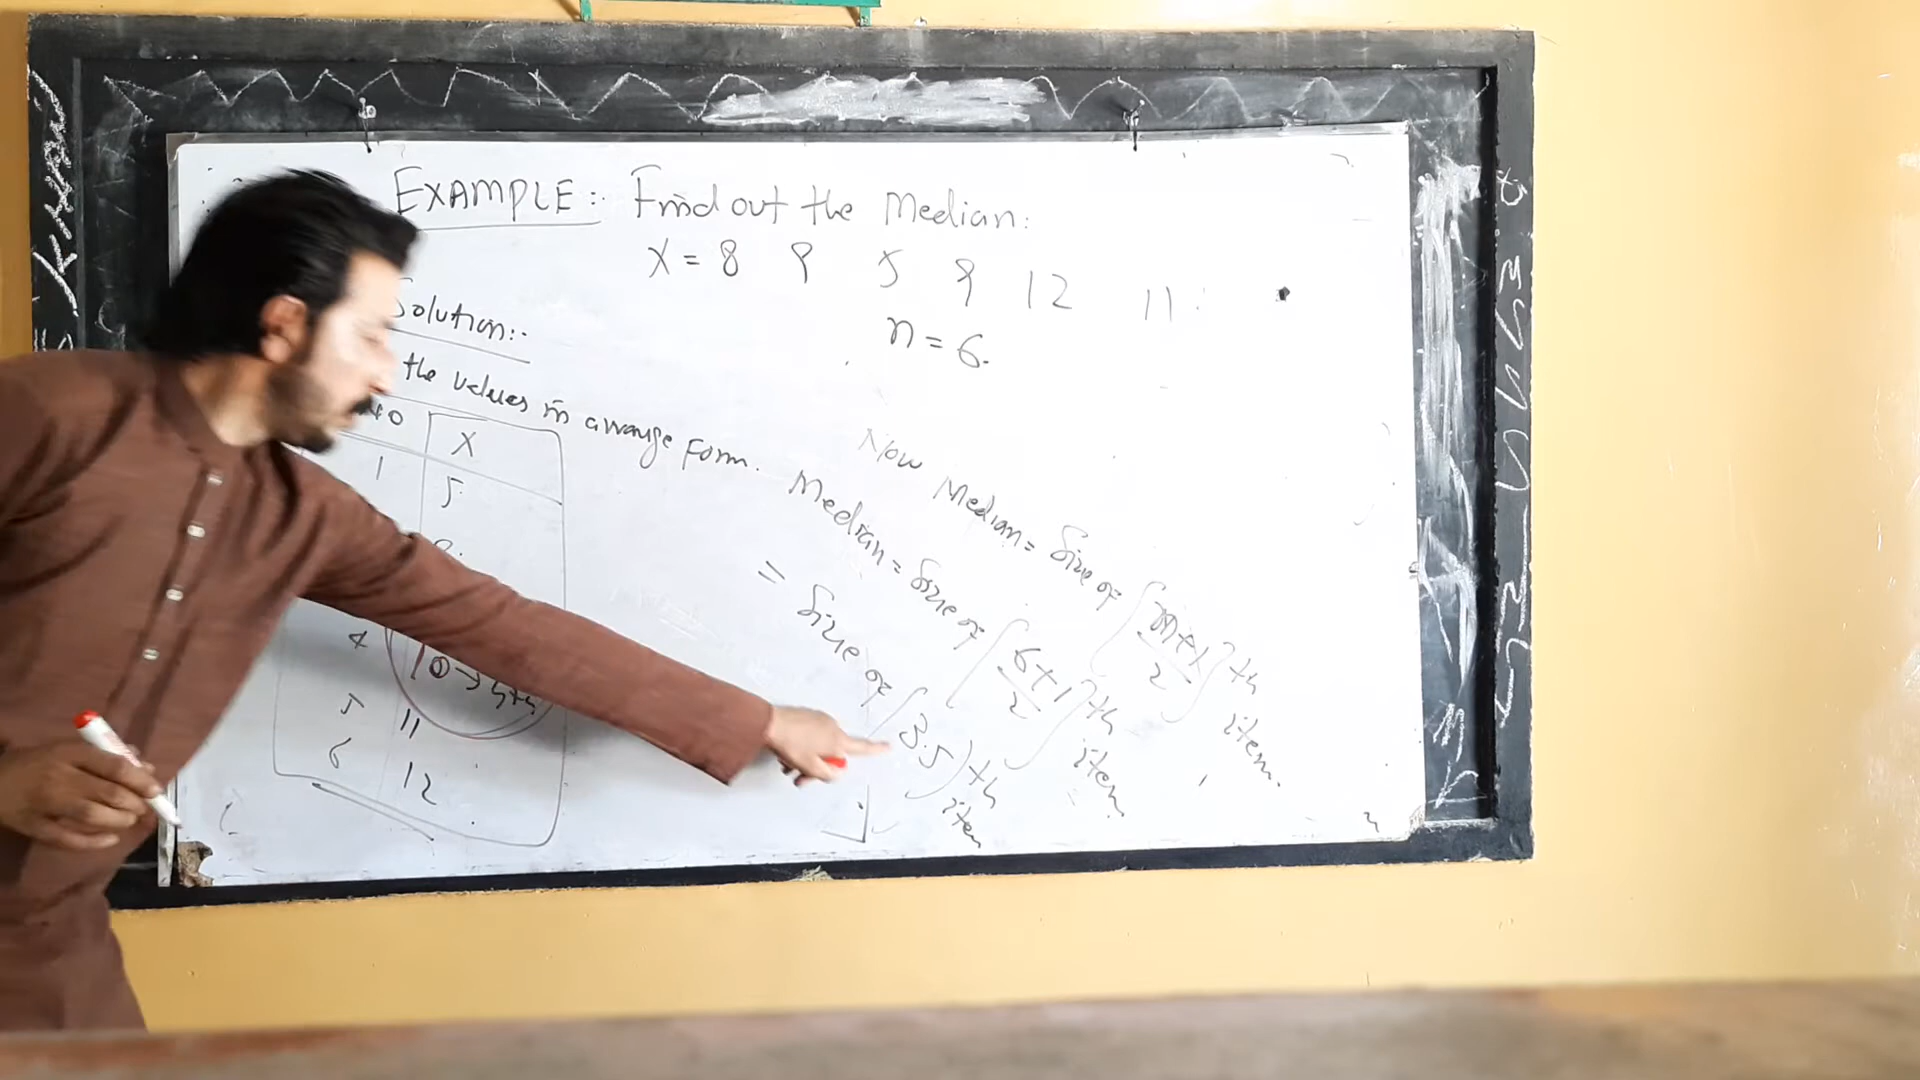 EXAMPLE:- Find out the Median:
X = 8 9 5 9 12 11
n = 6.
Solution:-
the values in arrange form.
X
1 5
4 10 → 4th
5 11
6 12
Now Median = Size of (n+1/2)th item.
Median = Size of (6+1/2)th item
= Size of (3.5)th item